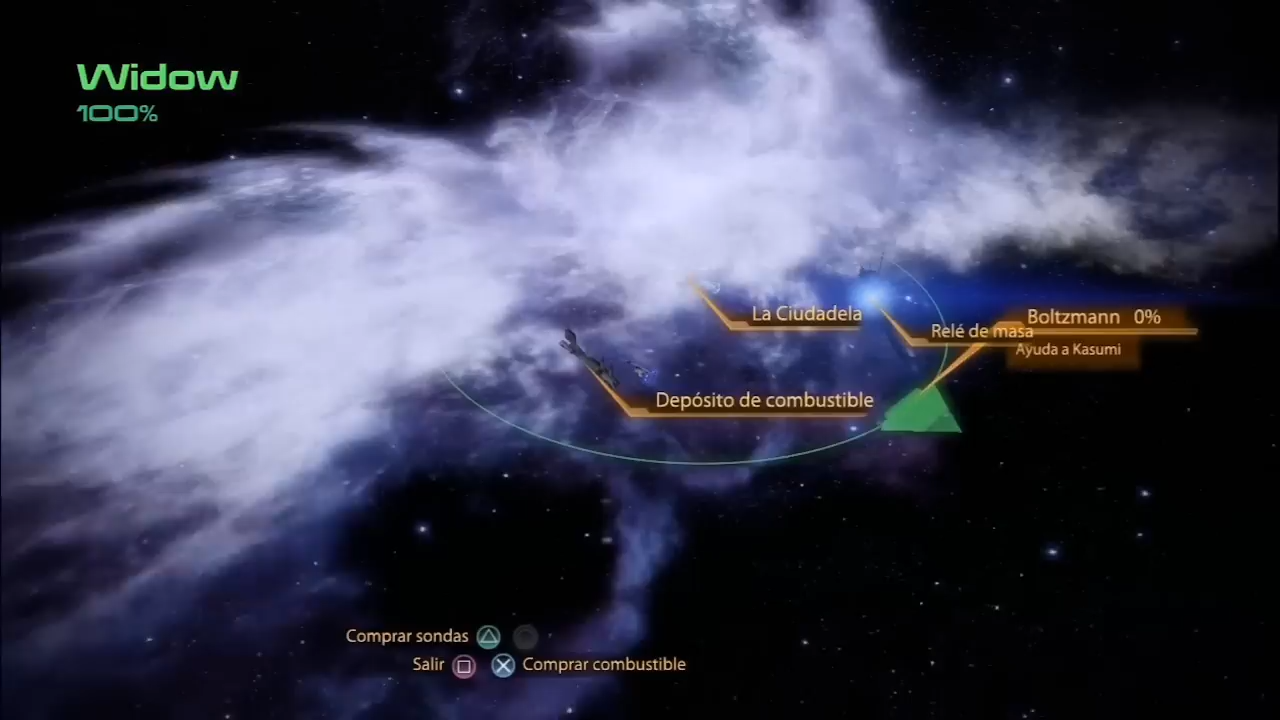 Widow
100%
La Ciudadela
Relé de masa
Boltzmann 0%
Ayuda a Kasumi
Depósito de combustible
Comprar sondas
Salir
Comprar combustible